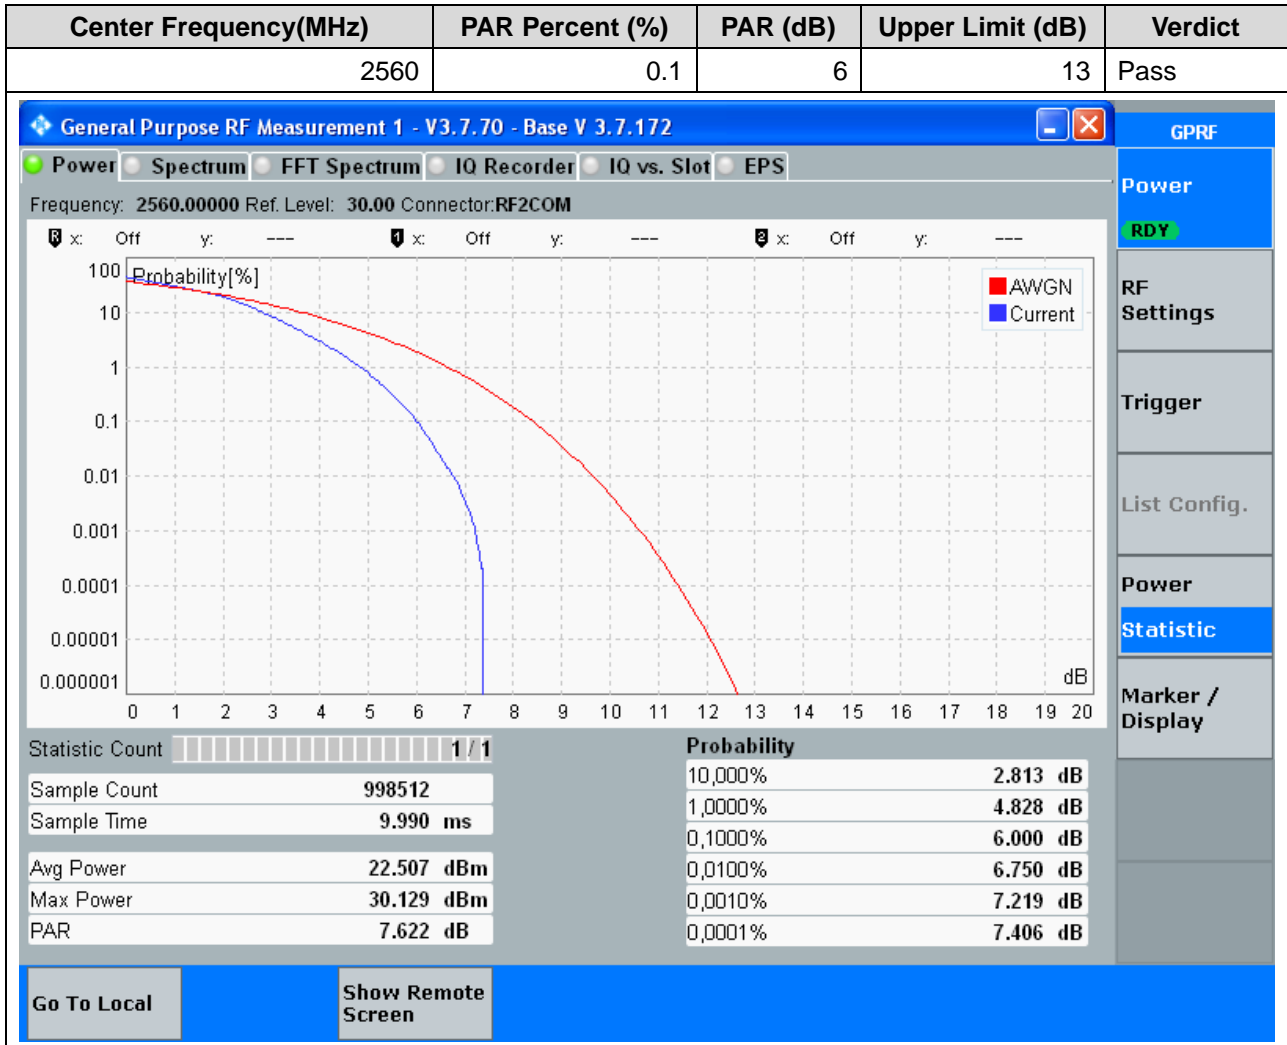 Center Frequency(MHz) PAR Percent (%) PAR (dB) Upper Limit (dB) Verdict
2560 0.1 6 13 Pass
General Purpose RF Measurement 1 - V3.7.70 - Base V 3.7.172
GPRF
Power Spectrum FFT Spectrum IQ Recorder IQ vs. Slot EPS
Frequency: 2560.00000 Ref. Level: 30.00 Connector:RF2COM
Power
RDY
R x: Off y: --- 1 x: Off y: --- 2 x: Off y: ---
Probability[%]
AWGN
Current
100
10
1
0.1
0.01
0.001
0.0001
0.00001
0.000001
dB
0 1 2 3 4 5 6 7 8 9 10 11 12 13 14 15 16 17 18 19 20
RF
Settings
Trigger
List Config.
Power
Statistic
Marker /
Display
Statistic Count 1 / 1
Sample Count 998512
Sample Time 9.990 ms
Avg Power 22.507 dBm
Max Power 30.129 dBm
PAR 7.622 dB
Probability
10,000% 2.813 dB
1,0000% 4.828 dB
0,1000% 6.000 dB
0,0100% 6.750 dB
0,0010% 7.219 dB
0,0001% 7.406 dB
Go To Local
Show Remote
Screen